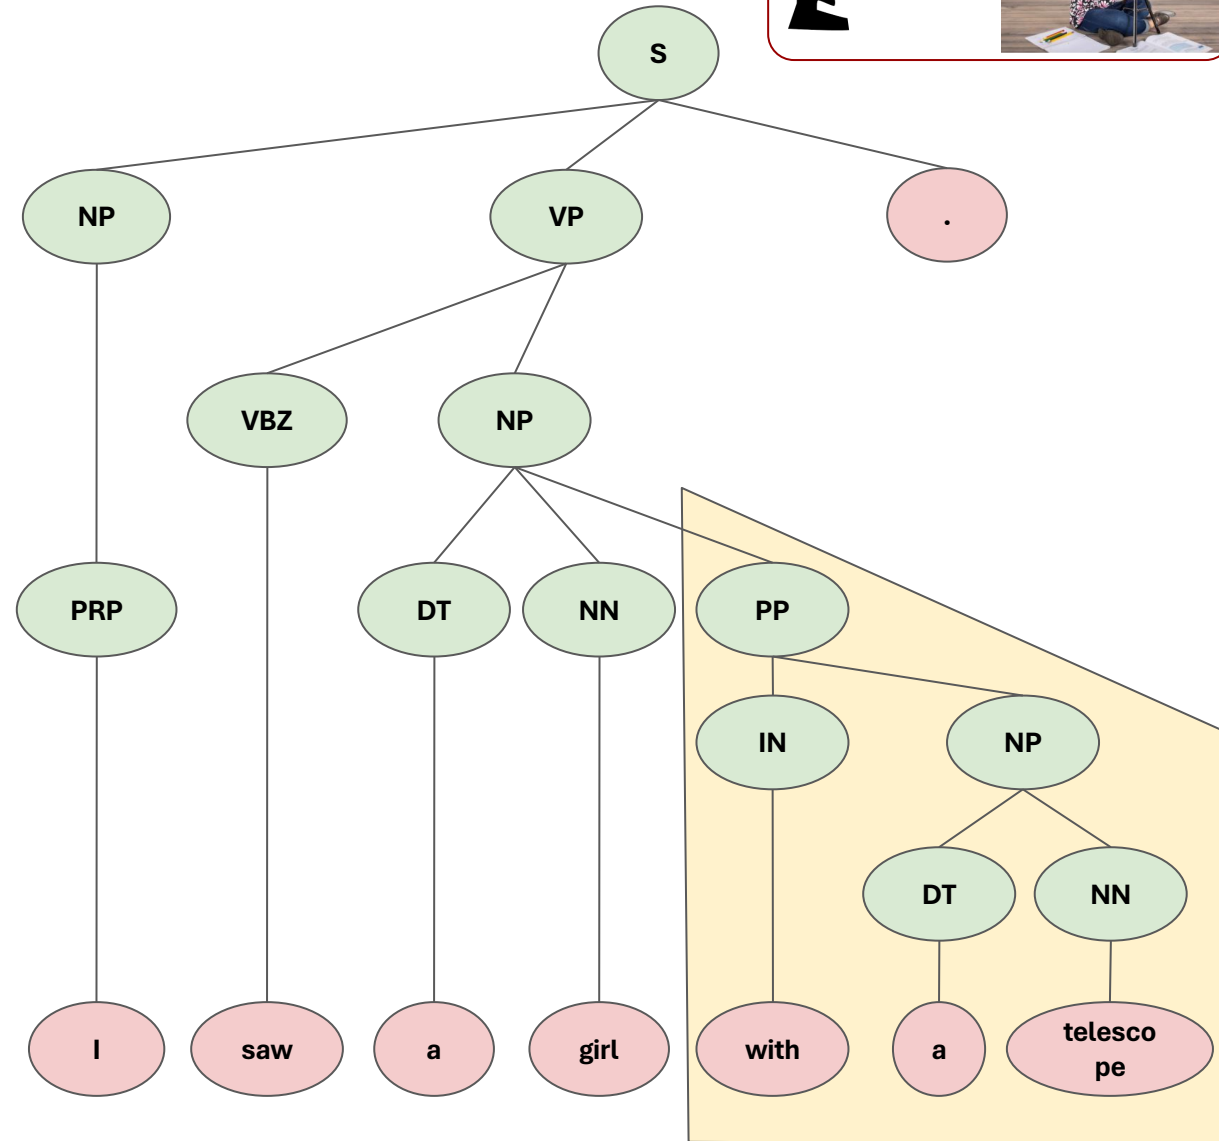 S
NP
VP
.
VBZ
NP
PRP
DT
NN
PP
IN
NP
DT
NN
I
saw
a
girl
with
a
telesco
pe